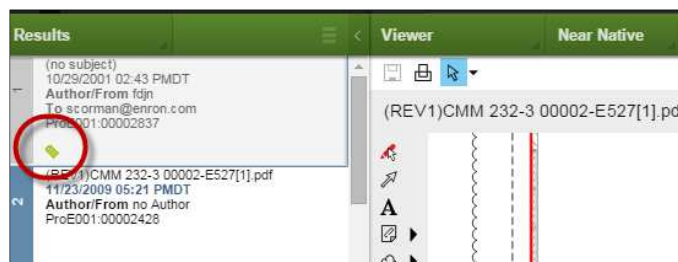 Results
Viewer
Near Native
1
(no subject)
10/29/2001 02:43 PMDT
Author/From fdjn
To scorman@enron.com
ProE001:00002837
2
(REV1)CMM 232-3 00002-E527[1].pdf
11/23/2009 05:21 PMDT
Author/From no Author
ProE001:00002428
(REV1)CMM 232-3 00002-E527[1].pd
A